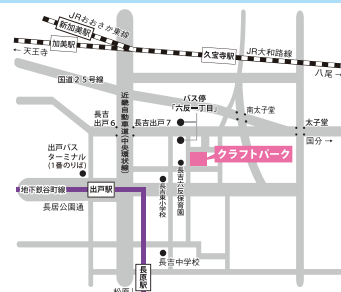 JRおおさか東線
新加美駅
加美駅
← 天王寺
久宝寺駅
JR大和路線
八尾 →
国道25号線
バス停
「六反一丁目」
南太子堂
長吉
出戸6
近畿自動車道(中央環状線)
長吉出戸7
太子堂
国分 →
クラフトパーク
出戸バス
ターミナル
(1番のりば)
長吉六反保育園
長吉東小学校
地下鉄谷町線
出戸駅
長居公園通
長吉中学校
長原駅
松原